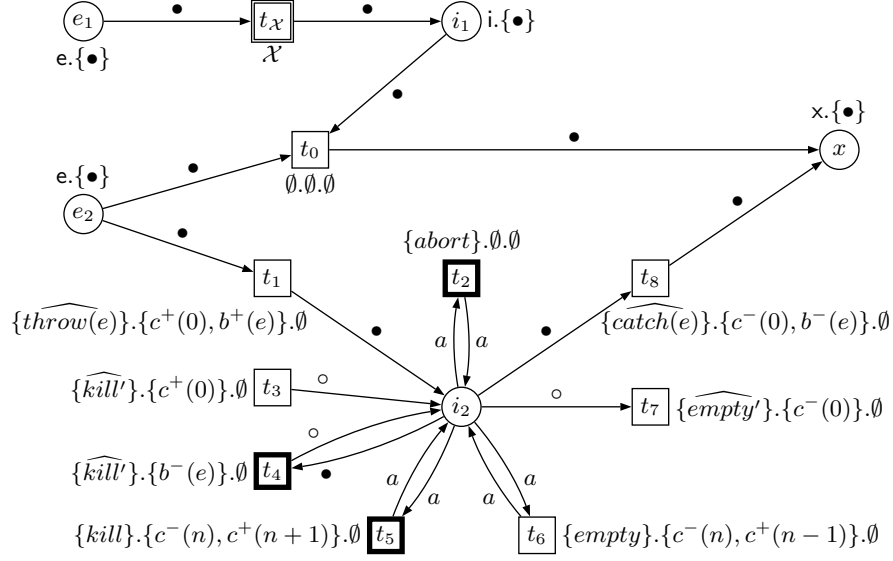 e₁ • t_𝒳 • i₁ i.{•}
e.{•} 𝒳
•
x.{•}
•
t₀ x
e.{•} • ∅.∅.∅
e₂
• •
{abort}.∅.∅
t₁ t₂ t₈
{throw(e)^}.{c⁺(0), b⁺(e)}.∅ {catch(e)^}.{c⁻(0), b⁻(e)}.∅
• a a •
{kill′^}.{c⁺(0)}.∅ t₃ ○
i₂ ○ t₇ {empty′^}.{c⁻(0)}.∅
○
{kill′^}.{b⁻(e)}.∅ t₄ •
a a a a
{kill}.{c⁻(n), c⁺(n + 1)}.∅ t₅ t₆ {empty}.{c⁻(n), c⁺(n − 1)}.∅